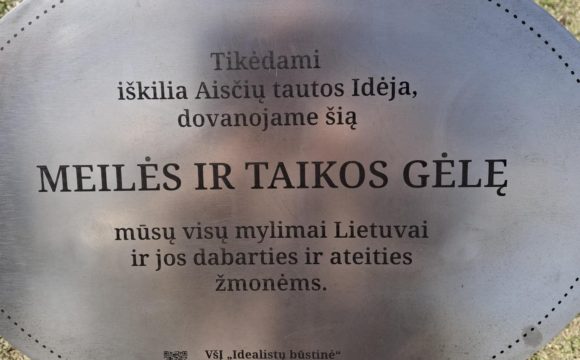 Tikėdami
iškilia Aisčių tautos Idėja,
dovanojame šią
MEILĖS IR TAIKOS GĖLĘ
mūsų visų mylimai Lietuvai
ir jos dabarties ir ateities
žmonėms.
VšĮ „Idealistų būstinė“